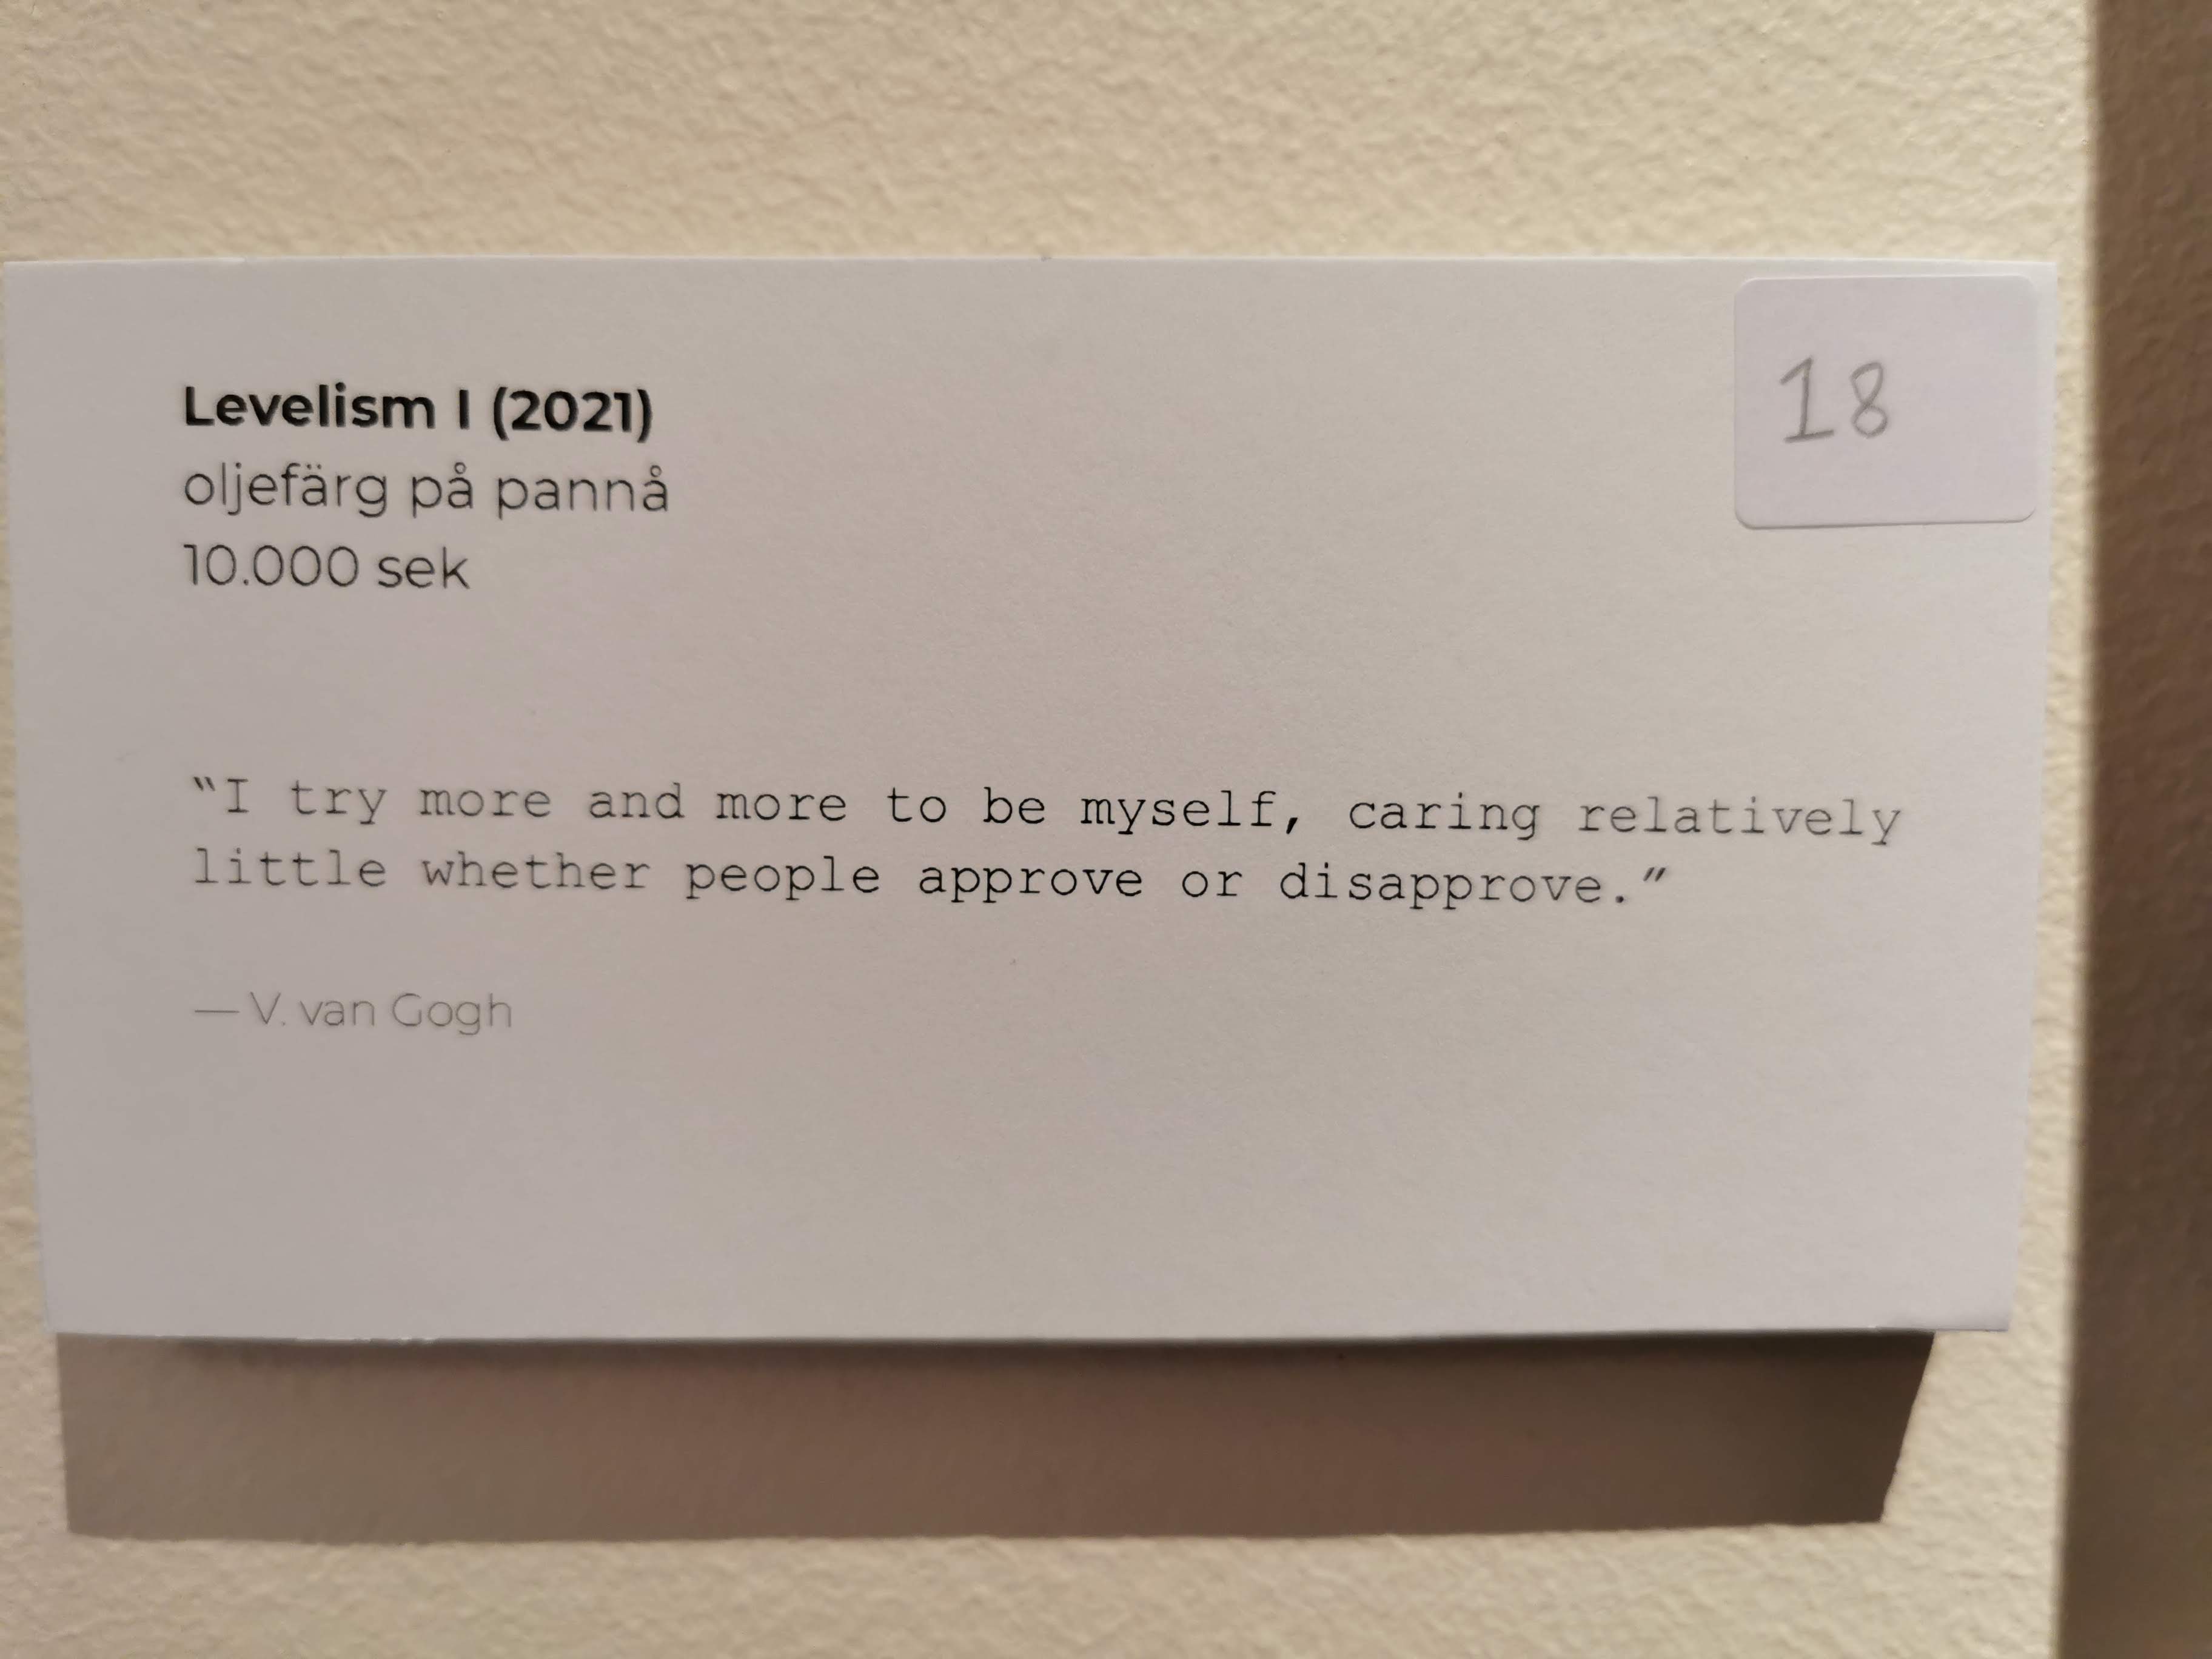 Levelism I (2021)
oljefärg på pannå
10.000 sek
18
“I try more and more to be myself, caring relatively
little whether people approve or disapprove.”
— V. van Gogh